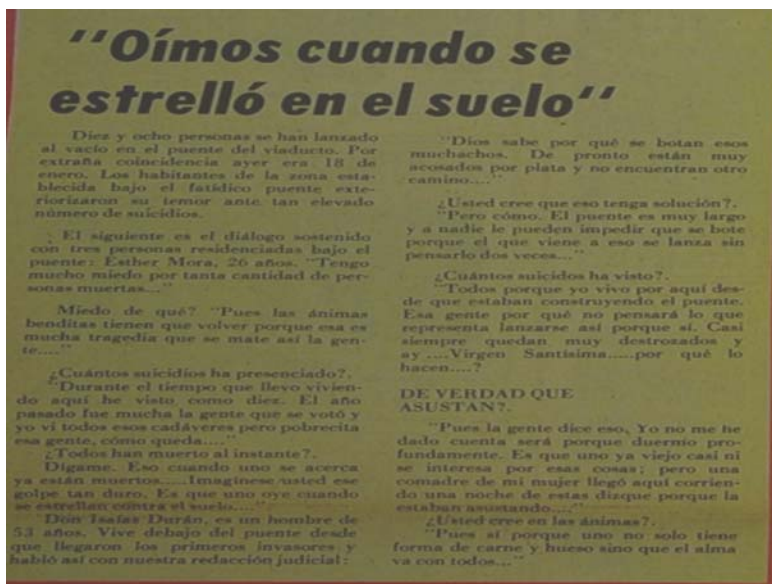 "Oímos cuando se
estrelló en el suelo"
Diez y ocho personas se han lanzado
al vacío en el puente del viaducto. Por
extraña coincidencia ayer era 18 de
enero. Los habitantes de la zona esta-
blecida bajo el fatídico puente exte-
riorizaron su temor ante tan elevado
número de suicidios.
El siguiente es el diálogo sostenido
con tres personas residenciadas bajo el
puente: Esther Mora, 26 años. "Tengo
mucho miedo por tanta cantidad de per-
sonas muertas..."
Miedo de qué? "Pues las ánimas
benditas tienen que volver porque esa es
mucha tragedia que se mate así la gen-
te...."
¿Cuántos suicidios ha presenciado?.
"Durante el tiempo que llevo vivien-
do aquí he visto como diez. El año
pasado fue mucha la gente que se votó y
yo vi todos esos cadáveres pero pobrecita
esa gente, cómo queda...."
¿Todos han muerto al instante?.
Dígame. Eso cuando uno se acerca
ya están muertos.....Imagínese usted ese
golpe tan duro. Es que uno oye cuando
se estrellan contra el suelo...."
Don Isaías Durán, es un hombre de
53 años. Vive debajo del puente desde
que llegaron los primeros invasores y
habló así con nuestra redacción judicial:
"Dios sabe por qué se botan esos
muchachos. De pronto están muy
acosados por plata y no encuentran otro
camino...."
¿Usted cree que eso tenga solución?.
"Pero cómo. El puente es muy largo
y a nadie le pueden impedir que se bote
porque el que viene a eso se lanza sin
pensarlo dos veces..."
¿Cuántos suicidos ha visto?.
"Todos porque yo vivo por aquí des-
de que estaban construyendo el puente.
Esa gente por qué no pensará lo que
representa lanzarse así porque sí. Casi
siempre quedan muy destrozados y
ay ....Virgen Santísima.....por qué lo
hacen....?
DE VERDAD QUE
ASUSTAN?.
"Pues la gente dice eso, Yo no me he
dado cuenta será porque duermo pro-
fundamente. Es que uno ya viejo casi ni
se interesa por esas cosas; pero una
comadre de mi mujer llegó aquí corrien-
do una noche de estas dizque porque la
estaban asustando...."
¿Usted cree en las ánimas?.
"Pues sí porque uno no solo tiene
forma de carne y hueso sino que el alma
va con todos..."